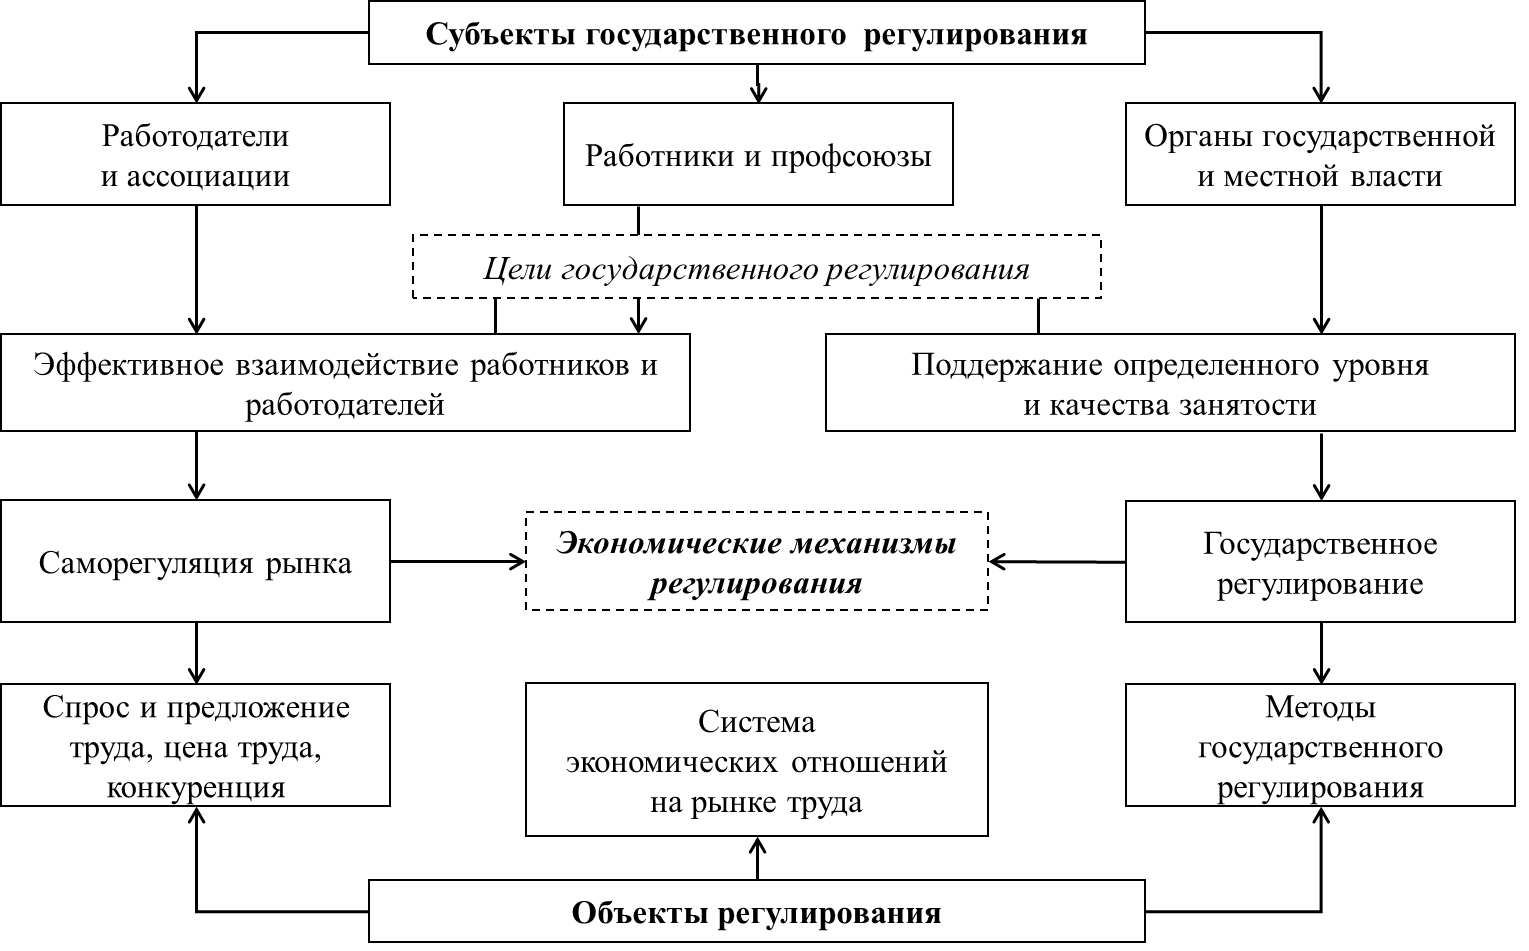 Субъекты государственного регулирования
Работодатели
и ассоциации
Работники и профсоюзы
Органы государственной
и местной власти
Цели государственного регулирования
Эффективное взаимодействие работников и
работодателей
Поддержание определенного уровня
и качества занятости
Саморегуляция рынка
Экономические механизмы
регулирования
Государственное
регулирование
Спрос и предложение
труда, цена труда,
конкуренция
Система
экономических отношений
на рынке труда
Методы
государственного
регулирования
Объекты регулирования